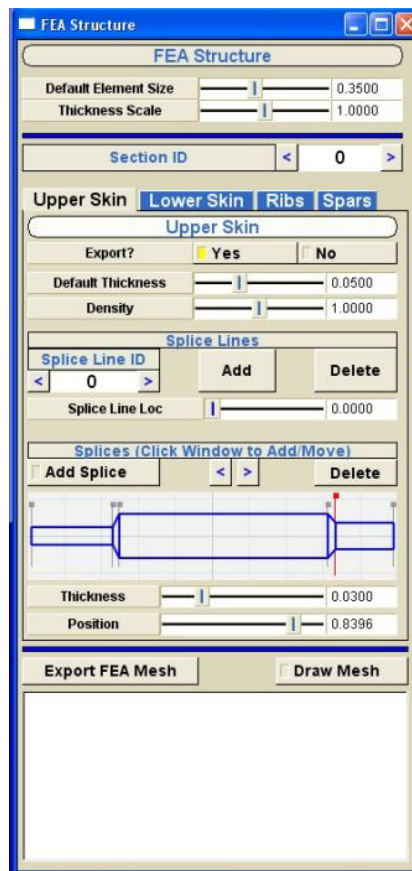 FEA Structure
FEA Structure
Default Element Size 0.3500
Thickness Scale 1.0000
Section ID < 0 >
Upper Skin Lower Skin Ribs Spars
Upper Skin
Export? Yes No
Default Thickness 0.0500
Density 1.0000
Splice Lines
Splice Line ID
< 0 >
Add Delete
Splice Line Loc 0.0000
Splices (Click Window to Add/Move)
Add Splice < > Delete
Thickness 0.0300
Position 0.8396
Export FEA Mesh Draw Mesh